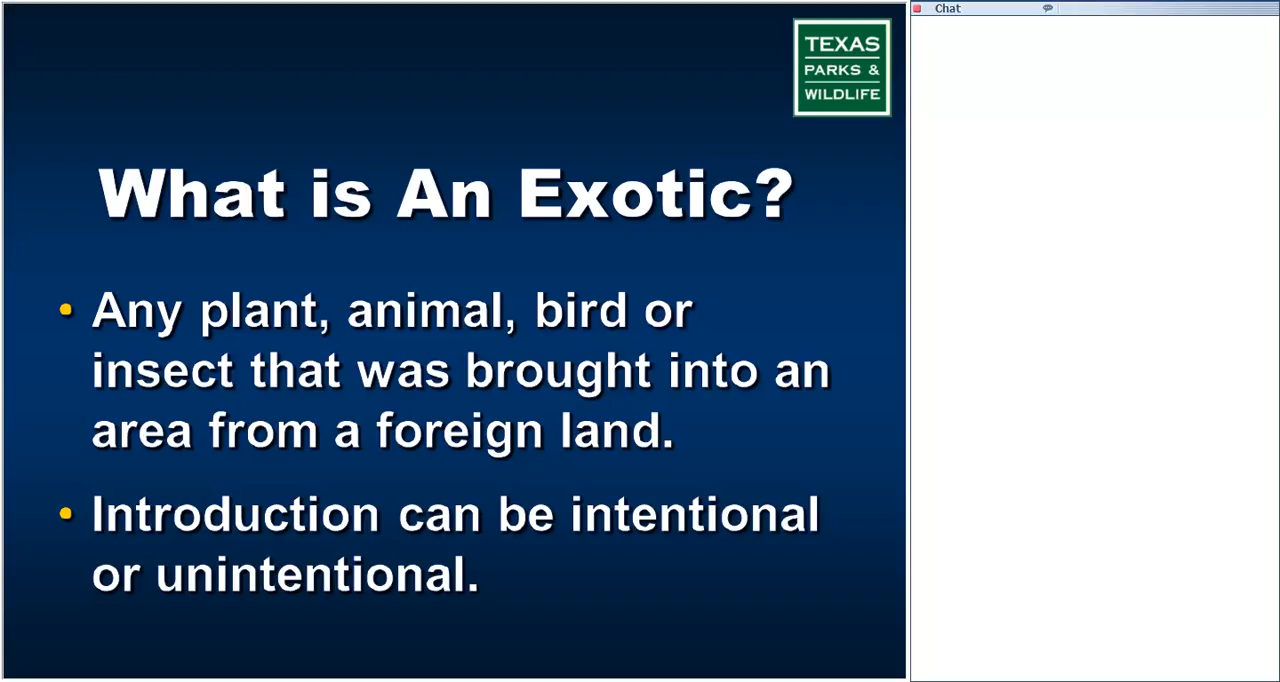 TEXAS
PARKS &
WILDLIFE
What is An Exotic?
• Any plant, animal, bird or
insect that was brought into an
area from a foreign land.
• Introduction can be intentional
or unintentional.
Chat